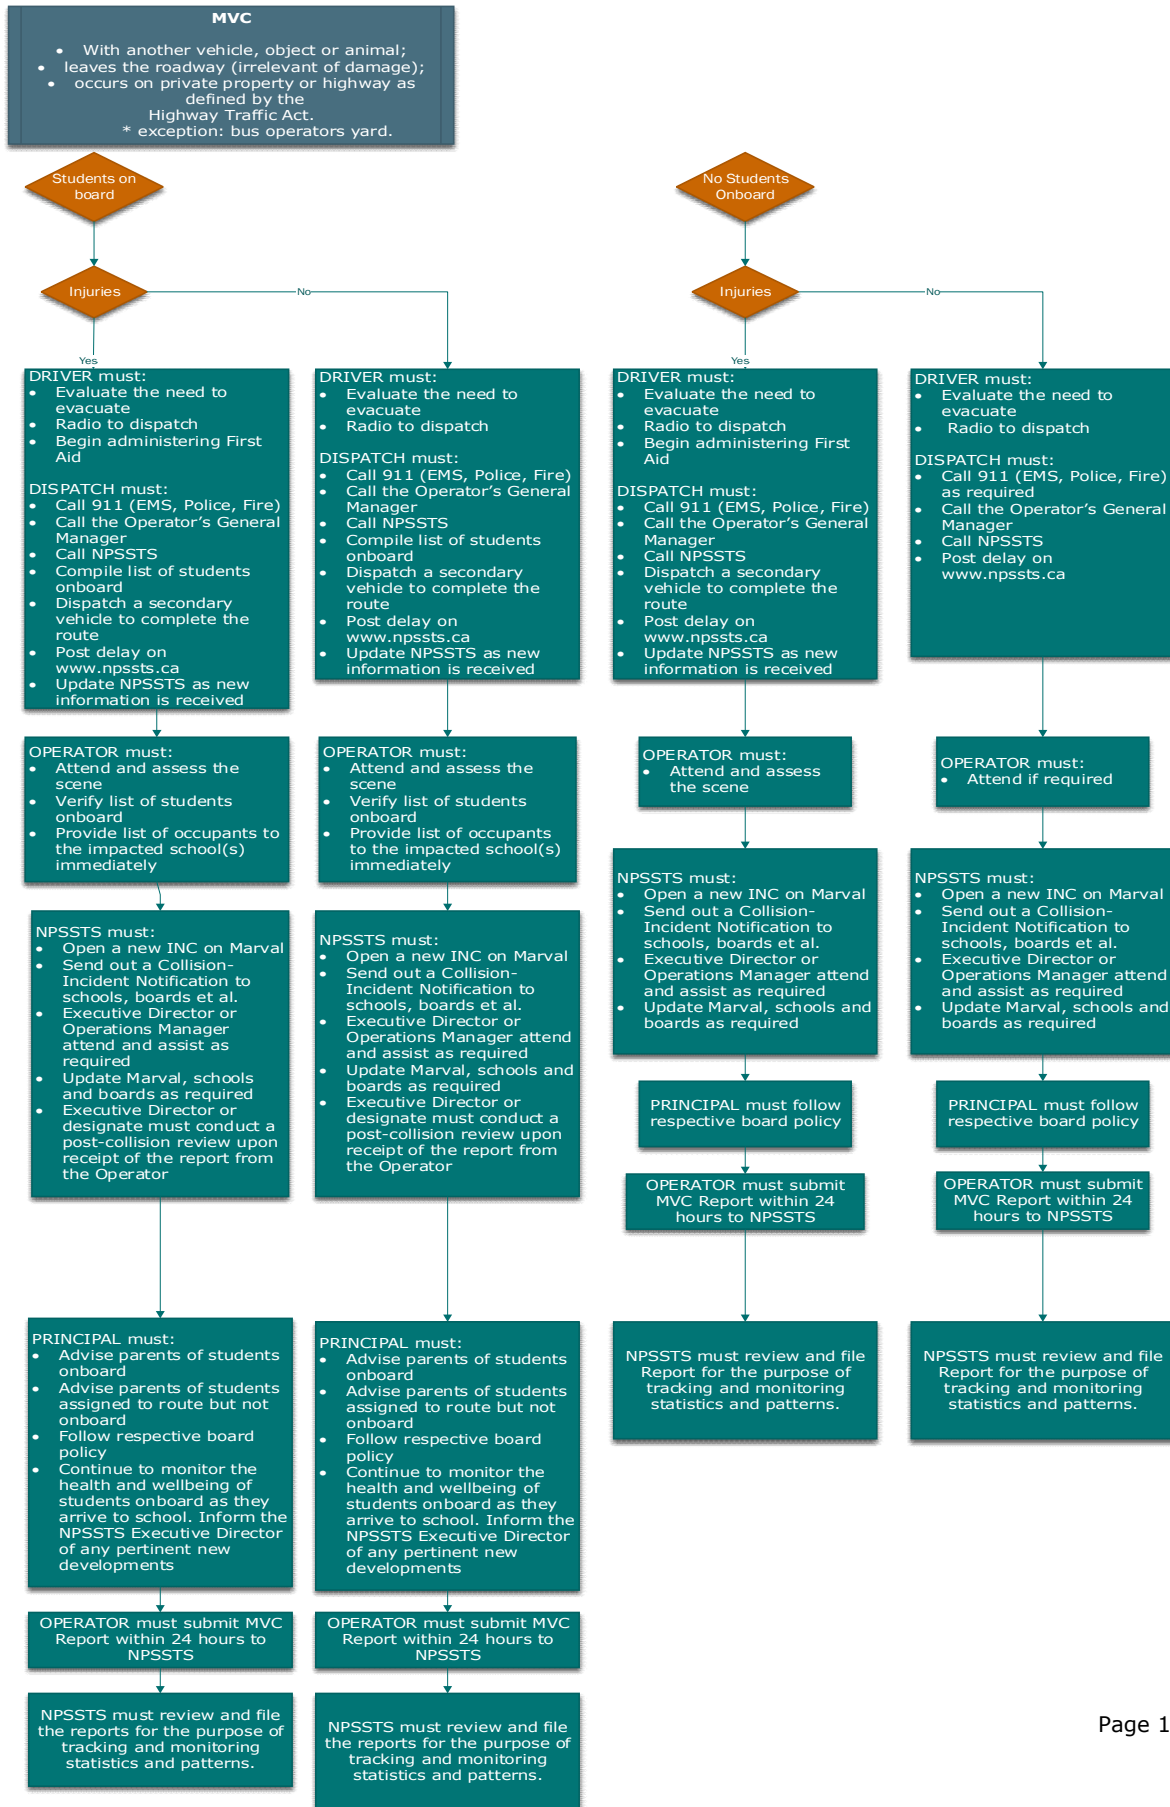 MVC
• With another vehicle, object or animal;
• leaves the roadway (irrelevant of damage);
• occurs on private property or highway as
defined by the
Highway Traffic Act.
* exception: bus operators yard.
Students on
board
Injuries
No
Yes
DRIVER must:
• Evaluate the need to
evacuate
• Radio to dispatch
• Begin administering First
Aid
DISPATCH must:
• Call 911 (EMS, Police, Fire)
• Call the Operator's General
Manager
• Call NPSSTS
• Compile list of students
onboard
• Dispatch a secondary
vehicle to complete the
route
• Post delay on
www.npssts.ca
• Update NPSSTS as new
information is received
OPERATOR must:
• Attend and assess the
scene
• Verify list of students
onboard
• Provide list of occupants to
the impacted school(s)
immediately
NPSSTS must:
• Open a new INC on Marval
• Send out a Collision-
Incident Notification to
schools, boards et al.
• Executive Director or
Operations Manager
attend and assist as
required
• Update Marval, schools
and boards as required
• Executive Director or
designate must conduct a
post-collision review upon
receipt of the report from
the Operator
PRINCIPAL must:
• Advise parents of students
onboard
• Advise parents of students
assigned to route but not
onboard
• Follow respective board
policy
• Continue to monitor the
health and wellbeing of
students onboard as they
arrive to school. Inform the
NPSSTS Executive Director
of any pertinent new
developments
OPERATOR must submit MVC
Report within 24 hours to
NPSSTS
NPSSTS must review and file
the reports for the purpose of
tracking and monitoring
statistics and patterns.
DRIVER must:
• Evaluate the need to
evacuate
• Radio to dispatch
DISPATCH must:
• Call 911 (EMS, Police, Fire)
• Call the Operator's General
Manager
• Call NPSSTS
• Compile list of students
onboard
• Dispatch a secondary
vehicle to complete the
route
• Post delay on
www.npssts.ca
• Update NPSSTS as new
information is received
OPERATOR must:
• Attend and assess the
scene
• Verify list of students
onboard
• Provide list of occupants
to the impacted school(s)
immediately
NPSSTS must:
• Open a new INC on Marval
• Send out a Collision-
Incident Notification to
schools, boards et al.
• Executive Director or
Operations Manager attend
and assist as required
• Update Marval, schools and
boards as required
• Executive Director or
designate must conduct a
post-collision review upon
receipt of the report from
the Operator
PRINCIPAL must:
• Advise parents of students
onboard
• Advise parents of students
assigned to route but not
onboard
• Follow respective board
policy
• Continue to monitor the
health and wellbeing of
students onboard as they
arrive to school. Inform the
NPSSTS Executive Director
of any pertinent new
developments
OPERATOR must submit MVC
Report within 24 hours to
NPSSTS
NPSSTS must review and file
the reports for the purpose of
tracking and monitoring
statistics and patterns.
No Students
Onboard
Injuries
No
Yes
DRIVER must:
• Evaluate the need to
evacuate
• Radio to dispatch
• Begin administering First
Aid
DISPATCH must:
• Call 911 (EMS, Police, Fire)
• Call the Operator's General
Manager
• Call NPSSTS
• Dispatch a secondary
vehicle to complete the
route
• Post delay on
www.npssts.ca
• Update NPSSTS as new
information is received
OPERATOR must:
• Attend and assess
the scene
NPSSTS must:
• Open a new INC on Marval
• Send out a Collision-
Incident Notification to
schools, boards et al.
• Executive Director or
Operations Manager attend
and assist as required
• Update Marval, schools and
boards as required
PRINCIPAL must follow
respective board policy
OPERATOR must submit
MVC Report within 24
hours to NPSSTS
NPSSTS must review and file
Report for the purpose of
tracking and monitoring
statistics and patterns.
DRIVER must:
• Evaluate the need to
evacuate
• Radio to dispatch
DISPATCH must:
• Call 911 (EMS, Police, Fire)
as required
• Call the Operator's General
Manager
• Call NPSSTS
• Post delay on
www.npssts.ca
OPERATOR must:
• Attend if required
NPSSTS must:
• Open a new INC on Marval
• Send out a Collision-
Incident Notification to
schools, boards et al.
• Executive Director or
Operations Manager attend
and assist as required
• Update Marval, schools and
boards as required
PRINCIPAL must follow
respective board policy
OPERATOR must submit
MVC Report within 24
hours to NPSSTS
NPSSTS must review and file
Report for the purpose of
tracking and monitoring
statistics and patterns.
Page 1